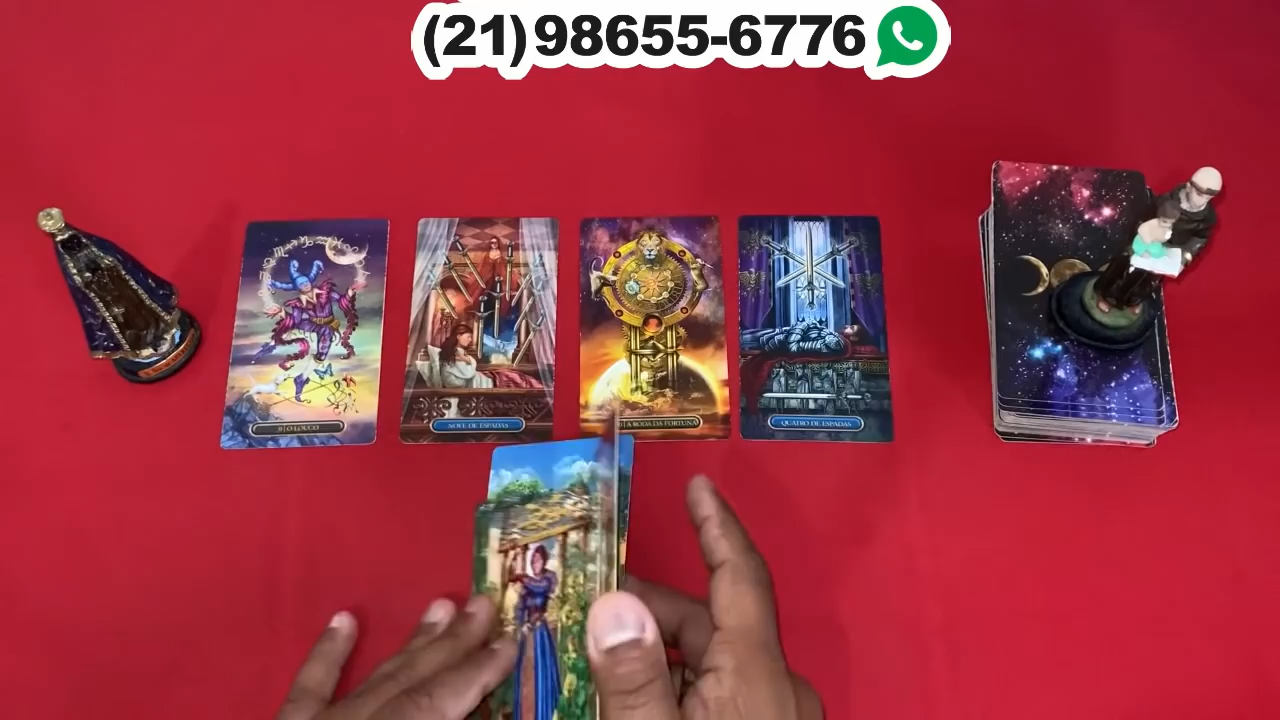 (21)98655-6776
0 | O LOUCO
NOVE DE ESPADAS
A RODA DA FORTUNA
QUATRO DE ESPADAS